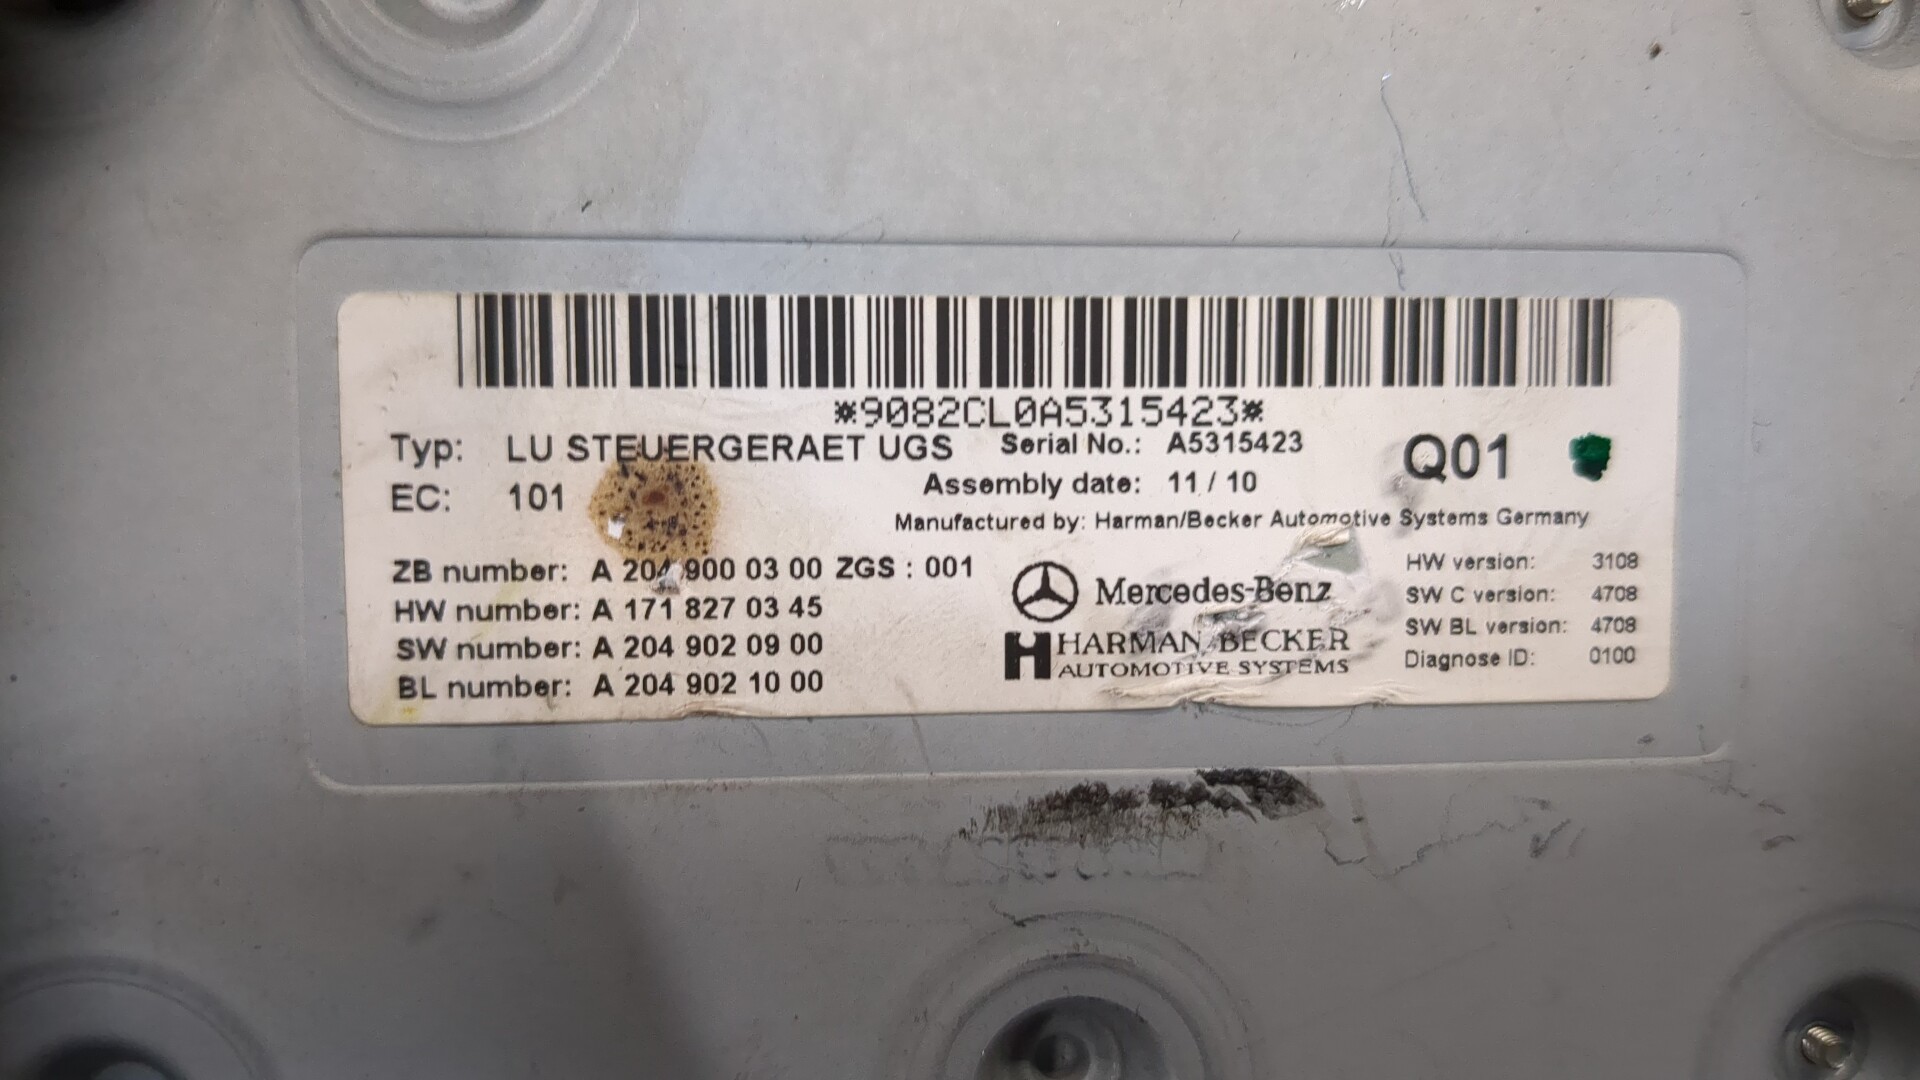 *9082CL0A5315423*
Typ: LU STEUERGERAET UGS Serial No.: A5315423 Q01
EC: 101 Assembly date: 11 / 10
Manufactured by: Harman/Becker Automotive Systems Germany
ZB number: A 204 900 03 00 ZGS : 001
HW number: A 171 827 03 45
SW number: A 204 902 09 00
BL number: A 204 902 10 00
Mercedes-Benz
HARMAN/BECKER
AUTOMOTIVE SYSTEMS
HW version: 3108
SW C version: 4708
SW BL version: 4708
Diagnose ID: 0100